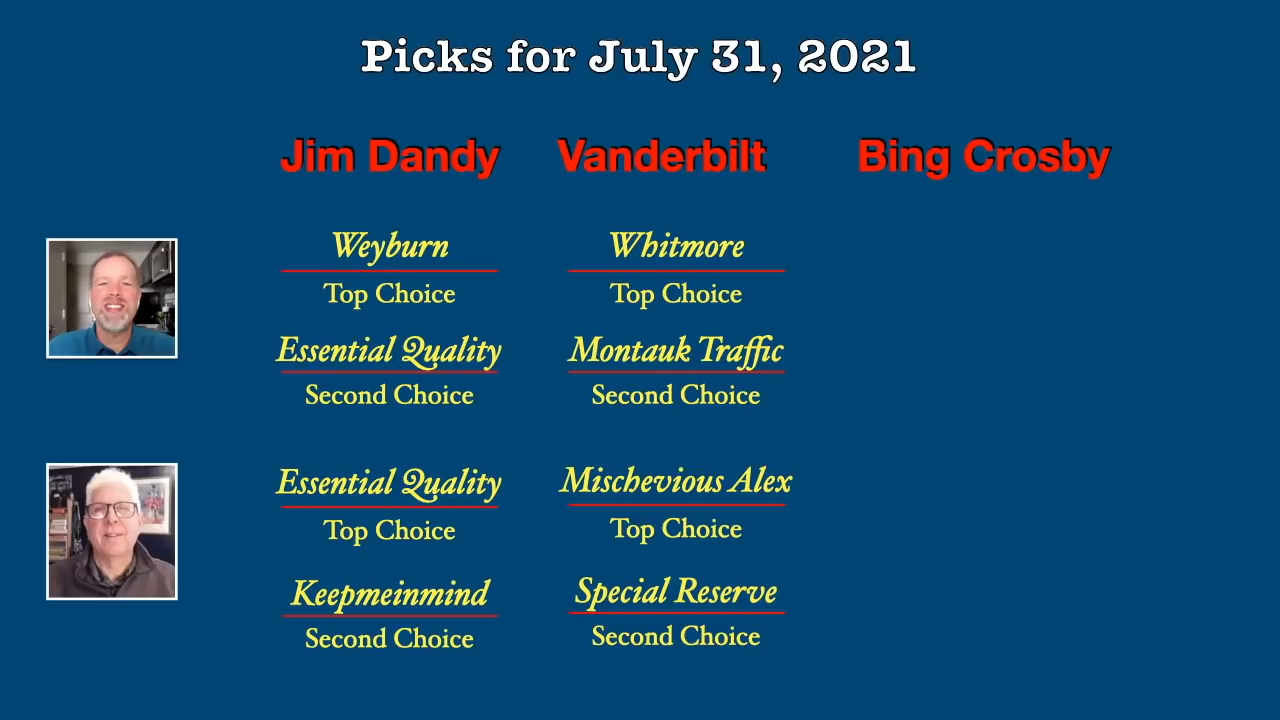 Picks for July 31, 2021
Jim Dandy Vanderbilt Bing Crosby
Weyburn Whitmore
Top Choice Top Choice
Essential Quality Montauk Traffic
Second Choice Second Choice
Essential Quality Mischevious Alex
Top Choice Top Choice
Keepmeinmind Special Reserve
Second Choice Second Choice